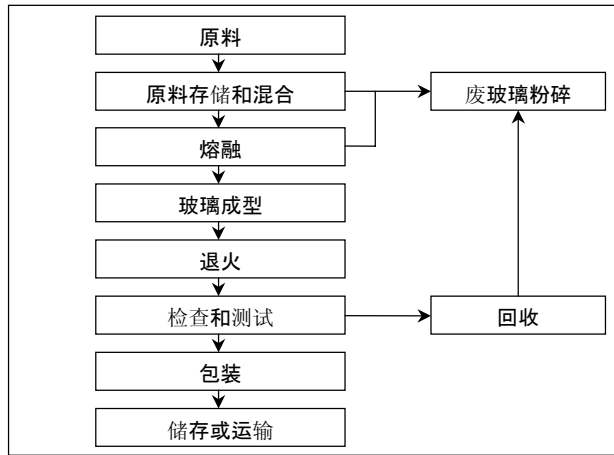 原料
原料存储和混合
废玻璃粉碎
熔融
玻璃成型
退火
检查和测试
回收
包装
储存或运输